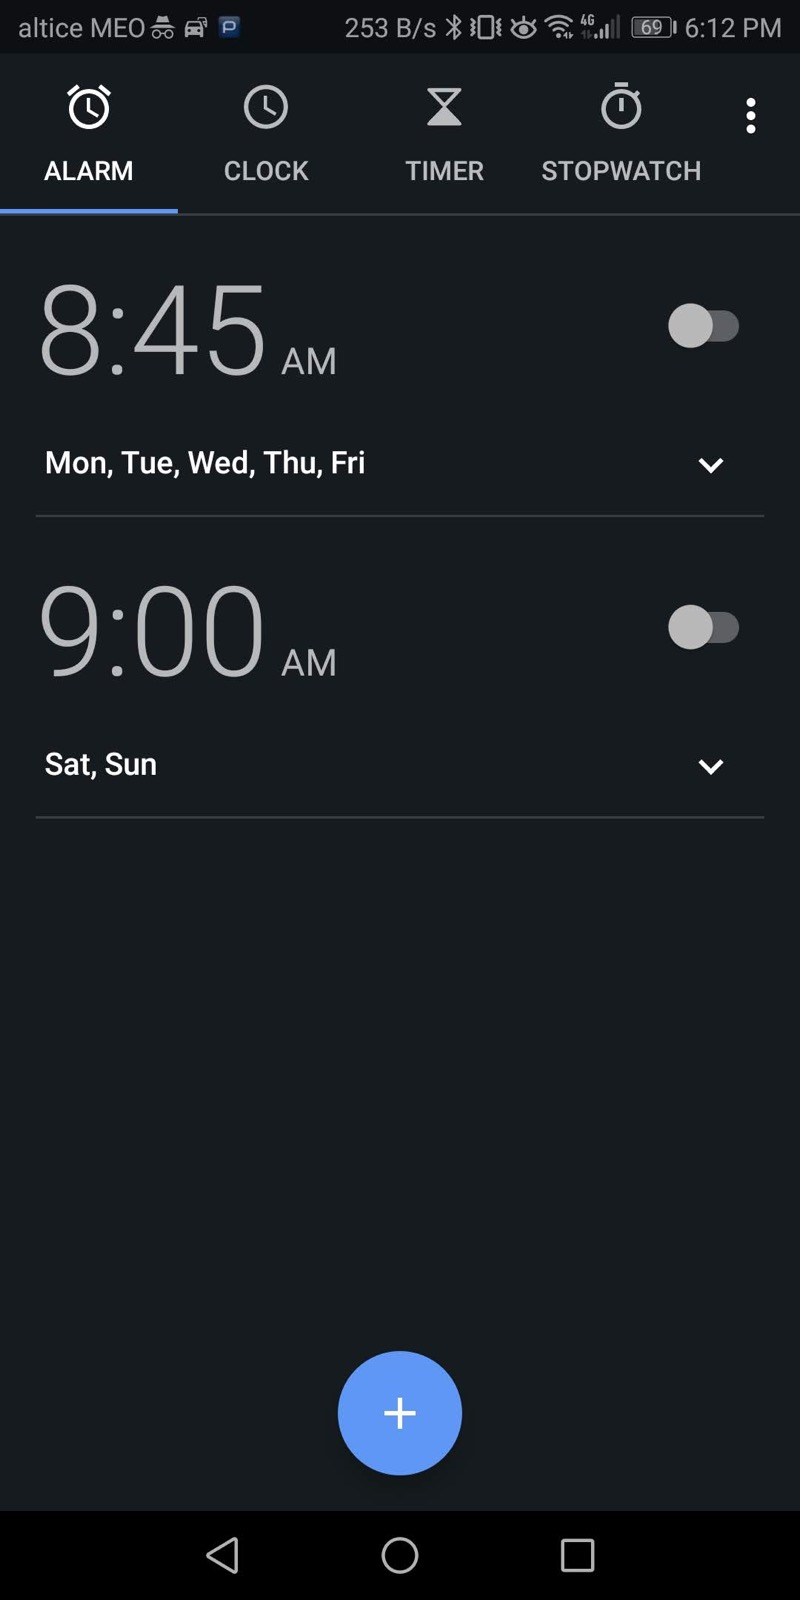 altice MEO P 253 B/s 4G 69 6:12 PM
ALARM CLOCK TIMER STOPWATCH
8:45 AM
Mon, Tue, Wed, Thu, Fri
9:00 AM
Sat, Sun